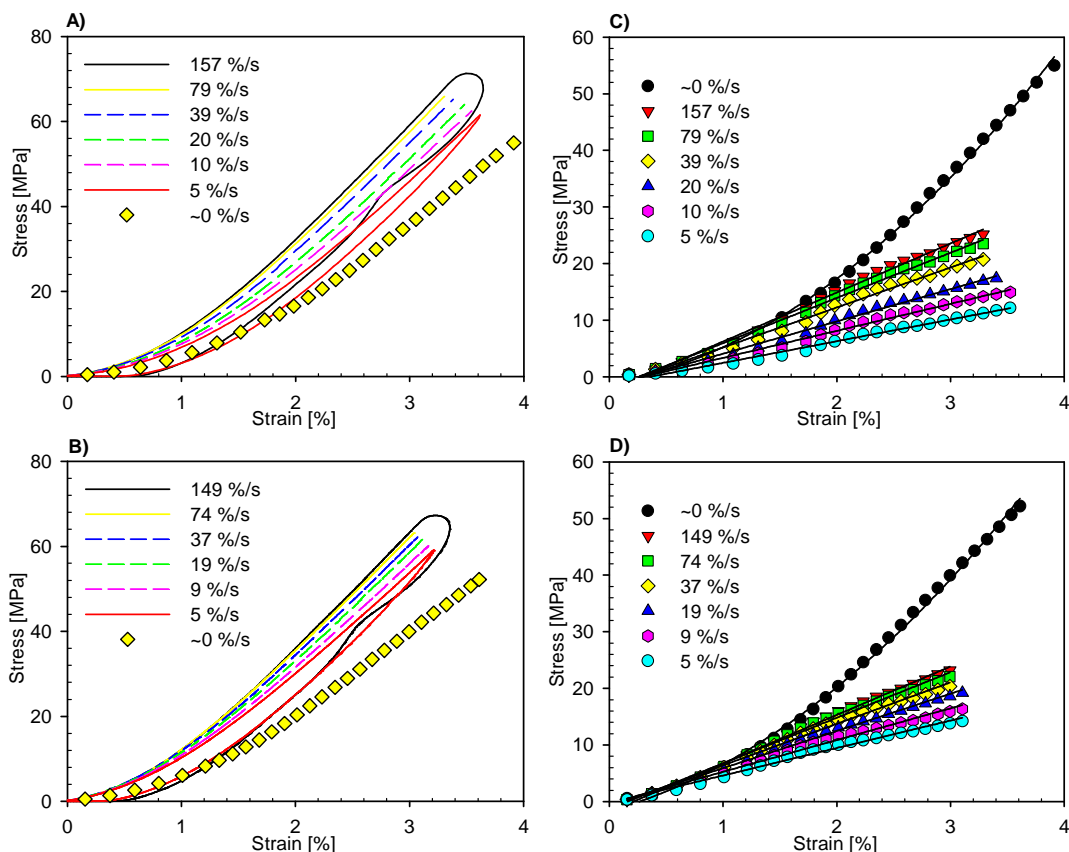 A)
80
60
40
20
0
Stress [MPa]
157 %/s
79 %/s
39 %/s
20 %/s
10 %/s
5 %/s
~0 %/s
0 1 2 3 4
Strain [%]
C)
60
50
40
30
20
10
0
Stress [MPa]
~0 %/s
157 %/s
79 %/s
39 %/s
20 %/s
10 %/s
5 %/s
0 1 2 3 4
Strain [%]
B)
80
60
40
20
0
Stress [MPa]
149 %/s
74 %/s
37 %/s
19 %/s
9 %/s
5 %/s
~0 %/s
0 1 2 3 4
Strain [%]
D)
60
50
40
30
20
10
0
Stress [MPa]
~0 %/s
149 %/s
74 %/s
37 %/s
19 %/s
9 %/s
5 %/s
0 1 2 3 4
Strain [%]